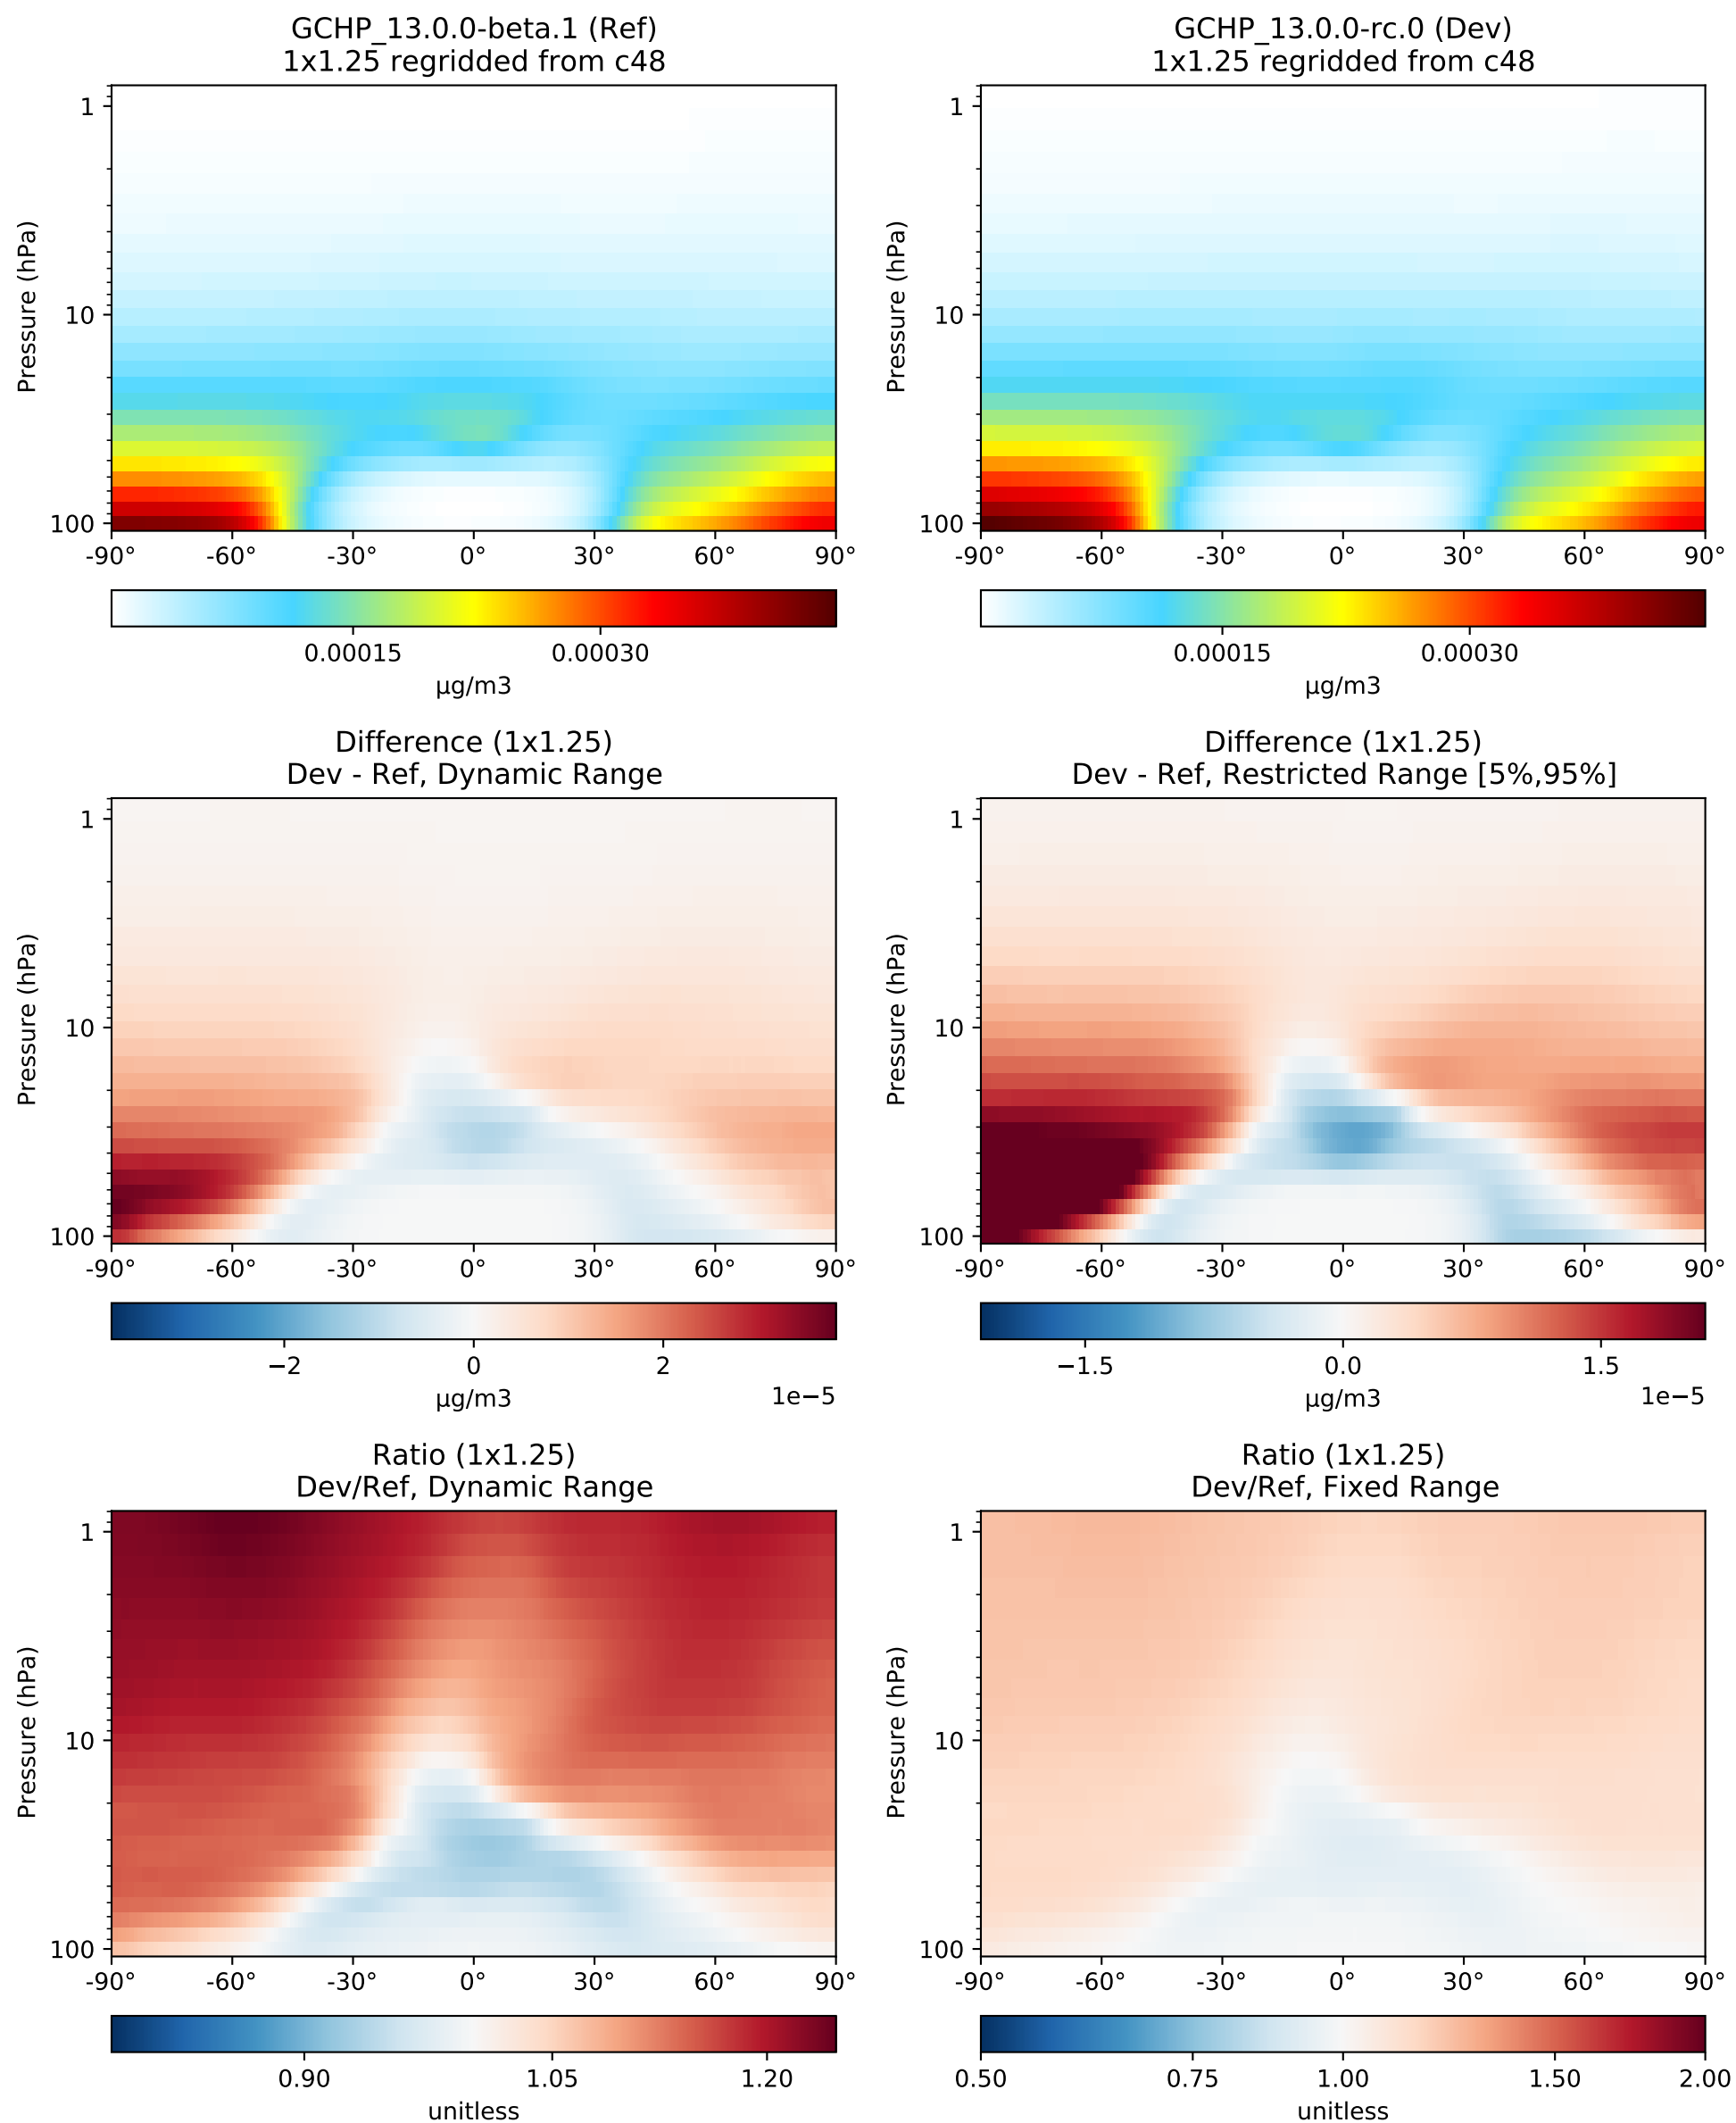 GCHP_13.0.0-beta.1 (Ref)
1x1.25 regridded from c48
Pressure (hPa)
1
10
100
-90° -60° -30° 0° 30° 60° 90°
0.00015 0.00030
μg/m3
GCHP_13.0.0-rc.0 (Dev)
1x1.25 regridded from c48
Pressure (hPa)
1
10
100
-90° -60° -30° 0° 30° 60° 90°
0.00015 0.00030
μg/m3
Difference (1x1.25)
Dev - Ref, Dynamic Range
Pressure (hPa)
1
10
100
-90° -60° -30° 0° 30° 60° 90°
−2 0 2
μg/m3 1e−5
Difference (1x1.25)
Dev - Ref, Restricted Range [5%,95%]
Pressure (hPa)
1
10
100
-90° -60° -30° 0° 30° 60° 90°
−1.5 0.0 1.5
μg/m3 1e−5
Ratio (1x1.25)
Dev/Ref, Dynamic Range
Pressure (hPa)
1
10
100
-90° -60° -30° 0° 30° 60° 90°
0.90 1.05 1.20
unitless
Ratio (1x1.25)
Dev/Ref, Fixed Range
Pressure (hPa)
1
10
100
-90° -60° -30° 0° 30° 60° 90°
0.50 0.75 1.00 1.50 2.00
unitless